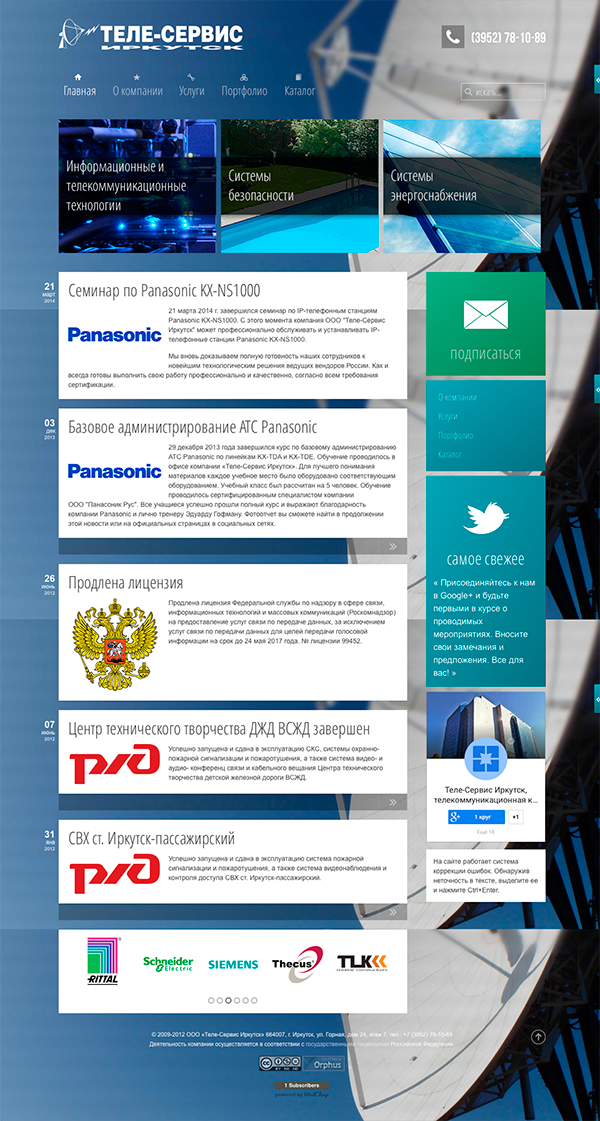 ТЕЛЕ-СЕРВИС
ИРКУТСК
(3952) 78-10-89
Главная
О компании
Услуги
Портфолио
Каталог
искать...
Информационные и
телекоммуникационные
технологии
Системы
безопасности
Системы
энергоснабжения
21
март
2014
Семинар по Panasonic KX-NS1000
Panasonic
21 марта 2014 г. завершился семинар по IP-телефонным станциям
Panasonic KX-NS1000. С этого момента компания ООО "Теле-Сервис
Иркутск" может профессионально обслуживать и устанавливать IP-
телефонные станции Panasonic KX-NS1000.
Мы вновь доказываем полную готовность наших сотрудников к
новейшим технологическим решения ведущих вендоров России. Как и
всегда готовы выполнить свою работу профессионально и качественно, согласно всем требования
сертификации.
03
дек
2013
Базовое администрирование АТС Panasonic
Panasonic
29 декабря 2013 года завершился курс по базовому администрированию
АТС Panasonic по линейкам KX-TDA и KX-TDE. Обучение проводилось в
офисе компании «Теле-Сервис Иркутск». Для лучшего понимания
материалов каждое учебное место было оборудовано соответствующим
оборудованием. Учебный класс был рассчитан на 5 человек. Обучение
проводилось сертифицированным специалистом компании
ООО "Панасоник Рус". Все учащиеся успешно прошли полный курс и выражают благодарность
компании Panasonic и лично тренеру Эдуарду Гофману. Фотоотчет вы сможете найти в продолжении
этой новости или на официальных страницах в социальных сетях.
26
июнь
2012
Продлена лицензия
Продлена лицензия Федеральной службы по надзору в сфере связи,
информационных технологий и массовых коммуникаций (Роскомнадзор)
на предоставление услуг связи по передаче данных, за исключением
услуг связи по передачи данных для целей передачи голосовой
информации на срок до 24 мая 2017 года. № лицензии 99452.
07
июнь
2012
Центр технического творчества ДЖД ВСЖД завершен
ржд
Успешно запущена и сдана в эксплуатацию СКС, системы охранно-
пожарной сигнализации и пожаротушения, а также система видео- и
аудио- конференц связи и кабельного вещания Центра технического
творчества детской железной дороги ВСЖД.
31
янв
2012
СВХ ст. Иркутск-пассажирский
ржд
Успешно запущена и сдана в эксплуатацию система пожарной
сигнализации и пожаротушения, а также система видеонаблюдения и
контроля доступа СВХ ст. Иркутск-пассажирский.
подписаться
О компании
Услуги
Портфолио
Каталог
самое свежее
« Присоединяйтесь к нам
в Google+ и будьте
первыми в курсе о
проводимых
мероприятиях. Вносите
свои замечания и
предложения. Все для
вас! »
Теле-Сервис Иркутск,
телекоммуникационная к...
g+ 1 круг
+1
Ещё 18
На сайте работает система
коррекции ошибок. Обнаружив
неточность в тексте, выделите ее
и нажмите Ctrl+Enter.
RITTAL
Schneider
Electric
SIEMENS
Thecus
TLK
© 2009-2012 ООО «Теле-Сервис Иркутск» 664007, г. Иркутск, ул. Горная, дом 24, этаж 7, тел.: +7 (3952) 78-10-89
Деятельность компании осуществляется в соответствии с государственными лицензиями Российской Федерации
Orphus
1 Subscribers
powered by MailChimp